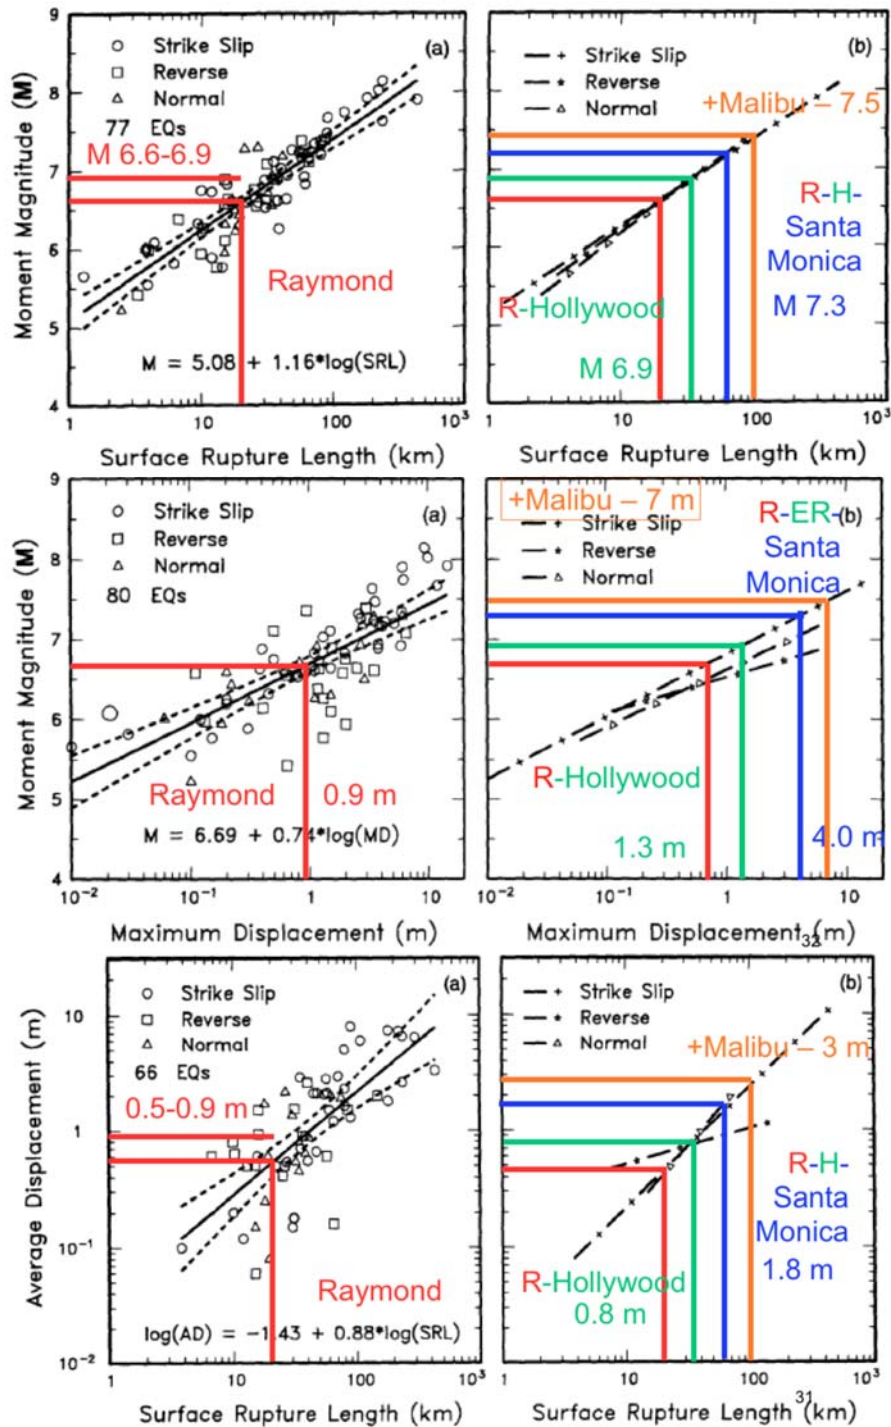 9
8
7
6
5
4
Moment Magnitude (M)
Strike Slip
Reverse
Normal
77 EQs
(a)
M 6.6-6.9
Raymond
M = 5.08 + 1.16*log(SRL)
1
10
100
10³
Surface Rupture Length (km)
Strike Slip
Reverse
Normal
(b)
+Malibu – 7.5
R-H-
Santa
Monica
M 7.3
R-Hollywood
M 6.9
1
10
100
10³
Surface Rupture Length (km)
9
8
7
6
5
4
Moment Magnitude (M)
Strike Slip
Reverse
Normal
80 EQs
(a)
Raymond
0.9 m
M = 6.69 + 0.74*log(MD)
10⁻²
10⁻¹
1
10
Maximum Displacement (m)
+Malibu – 7 m
Strike Slip
Reverse
Normal
(b)
R-ER-
Santa
Monica
R-Hollywood
1.3 m
4.0 m
10⁻²
10⁻¹
1
10
Maximum Displacement (m)
32
10
1
10⁻¹
10⁻²
Average Displacement (m)
Strike Slip
Reverse
Normal
66 EQs
(a)
0.5-0.9 m
Raymond
log(AD) = -1.43 + 0.88*log(SRL)
1
10
100
10³
Surface Rupture Length (km)
Strike Slip
Reverse
Normal
(b)
+Malibu – 3 m
R-H-
Santa
Monica
1.8 m
R-Hollywood
0.8 m
1
10
100
10³
Surface Rupture Length (km)
31